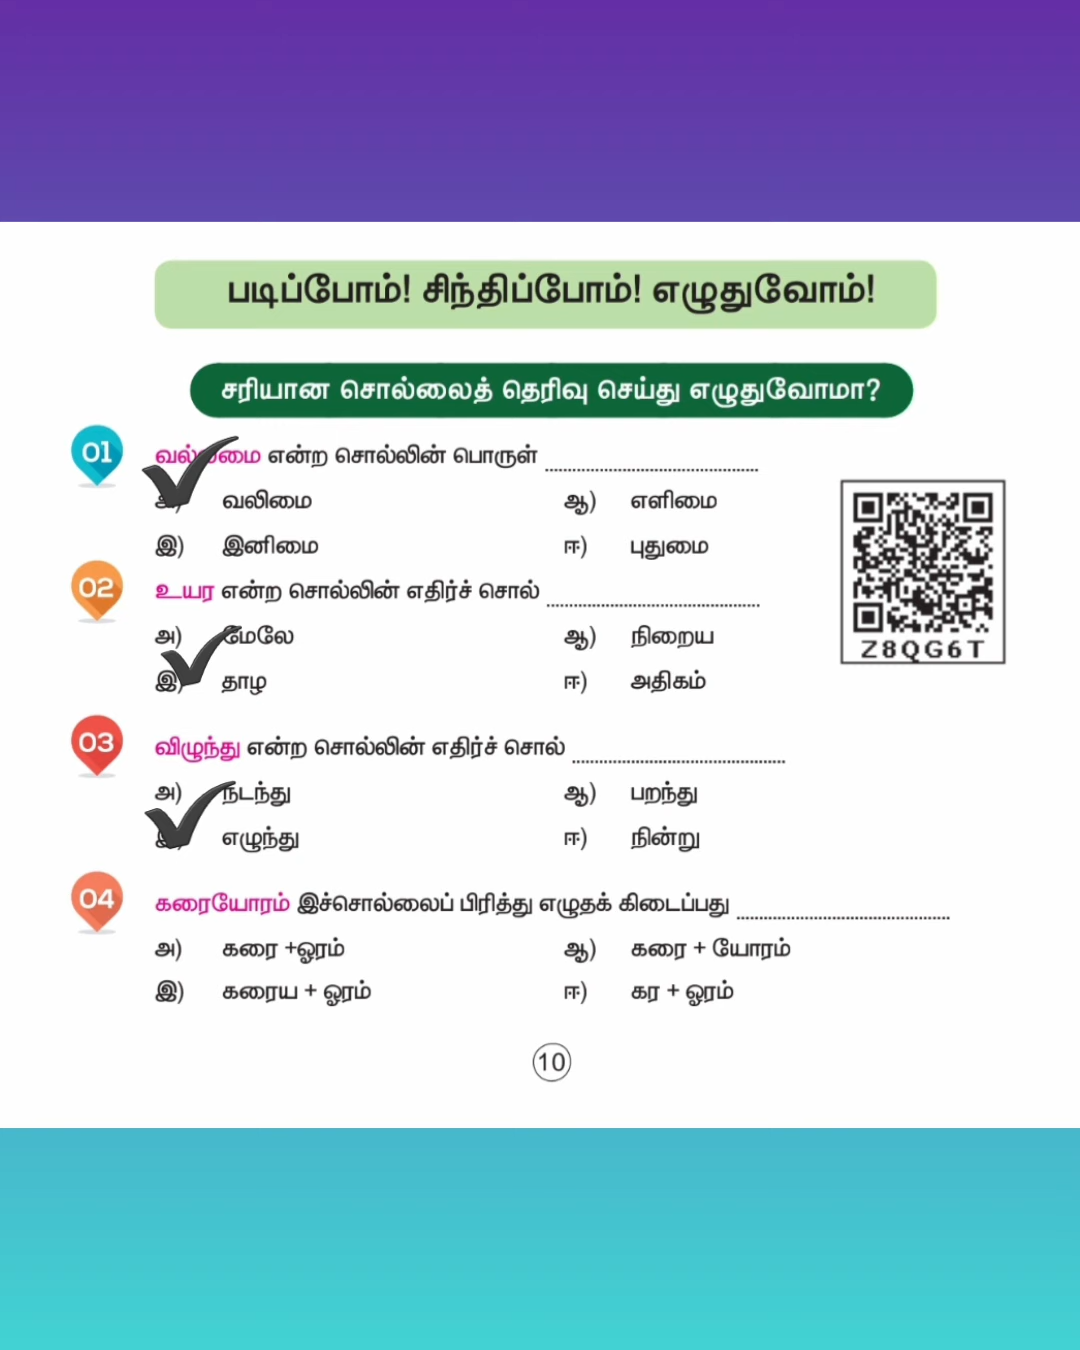 படிப்போம்! சிந்திப்போம்! எழுதுவோம்!
சரியான சொல்லைத் தெரிவு செய்து எழுதுவோமா?
01 என்ற சொல்லின் பொருள் ........................
வலிமை ஆ) எளிமை
இ) இனிமை ஈ) புதுமை
02 உயர என்ற சொல்லின் எதிர்ச் சொல் ........................
அ) மேலே ஆ) நிறைய
இ) தாழ ஈ) அதிகம்
Z8QG6T
03 விழுந்து என்ற சொல்லின் எதிர்ச் சொல் ........................
அ) நடந்து ஆ) பறந்து
எழுந்து ஈ) நின்று
04 கரையோரம் இச்சொல்லைப் பிரித்து எழுதக் கிடைப்பது ........................
அ) கரை +ஓரம் ஆ) கரை + யோரம்
இ) கரைய + ஓரம் ஈ) கர + ஓரம்
10